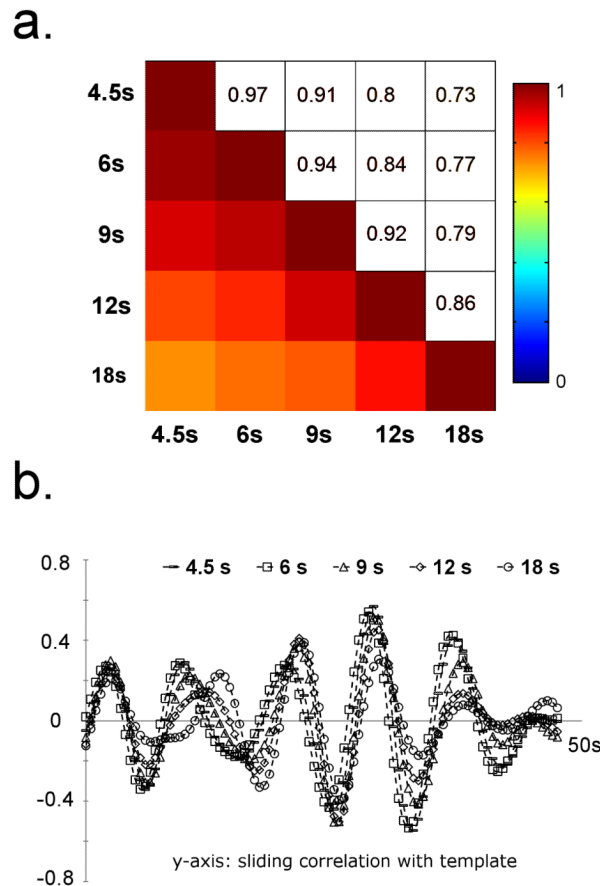 a.
4.5s 0.97 0.91 0.8 0.73 1
6s 0.94 0.84 0.77
9s 0.92 0.79
12s 0.86
18s 0
4.5s 6s 9s 12s 18s
b.
0.8 4.5 s 6 s 9 s 12 s 18 s
0.4
0 50s
-0.4
-0.8 y-axis: sliding correlation with template